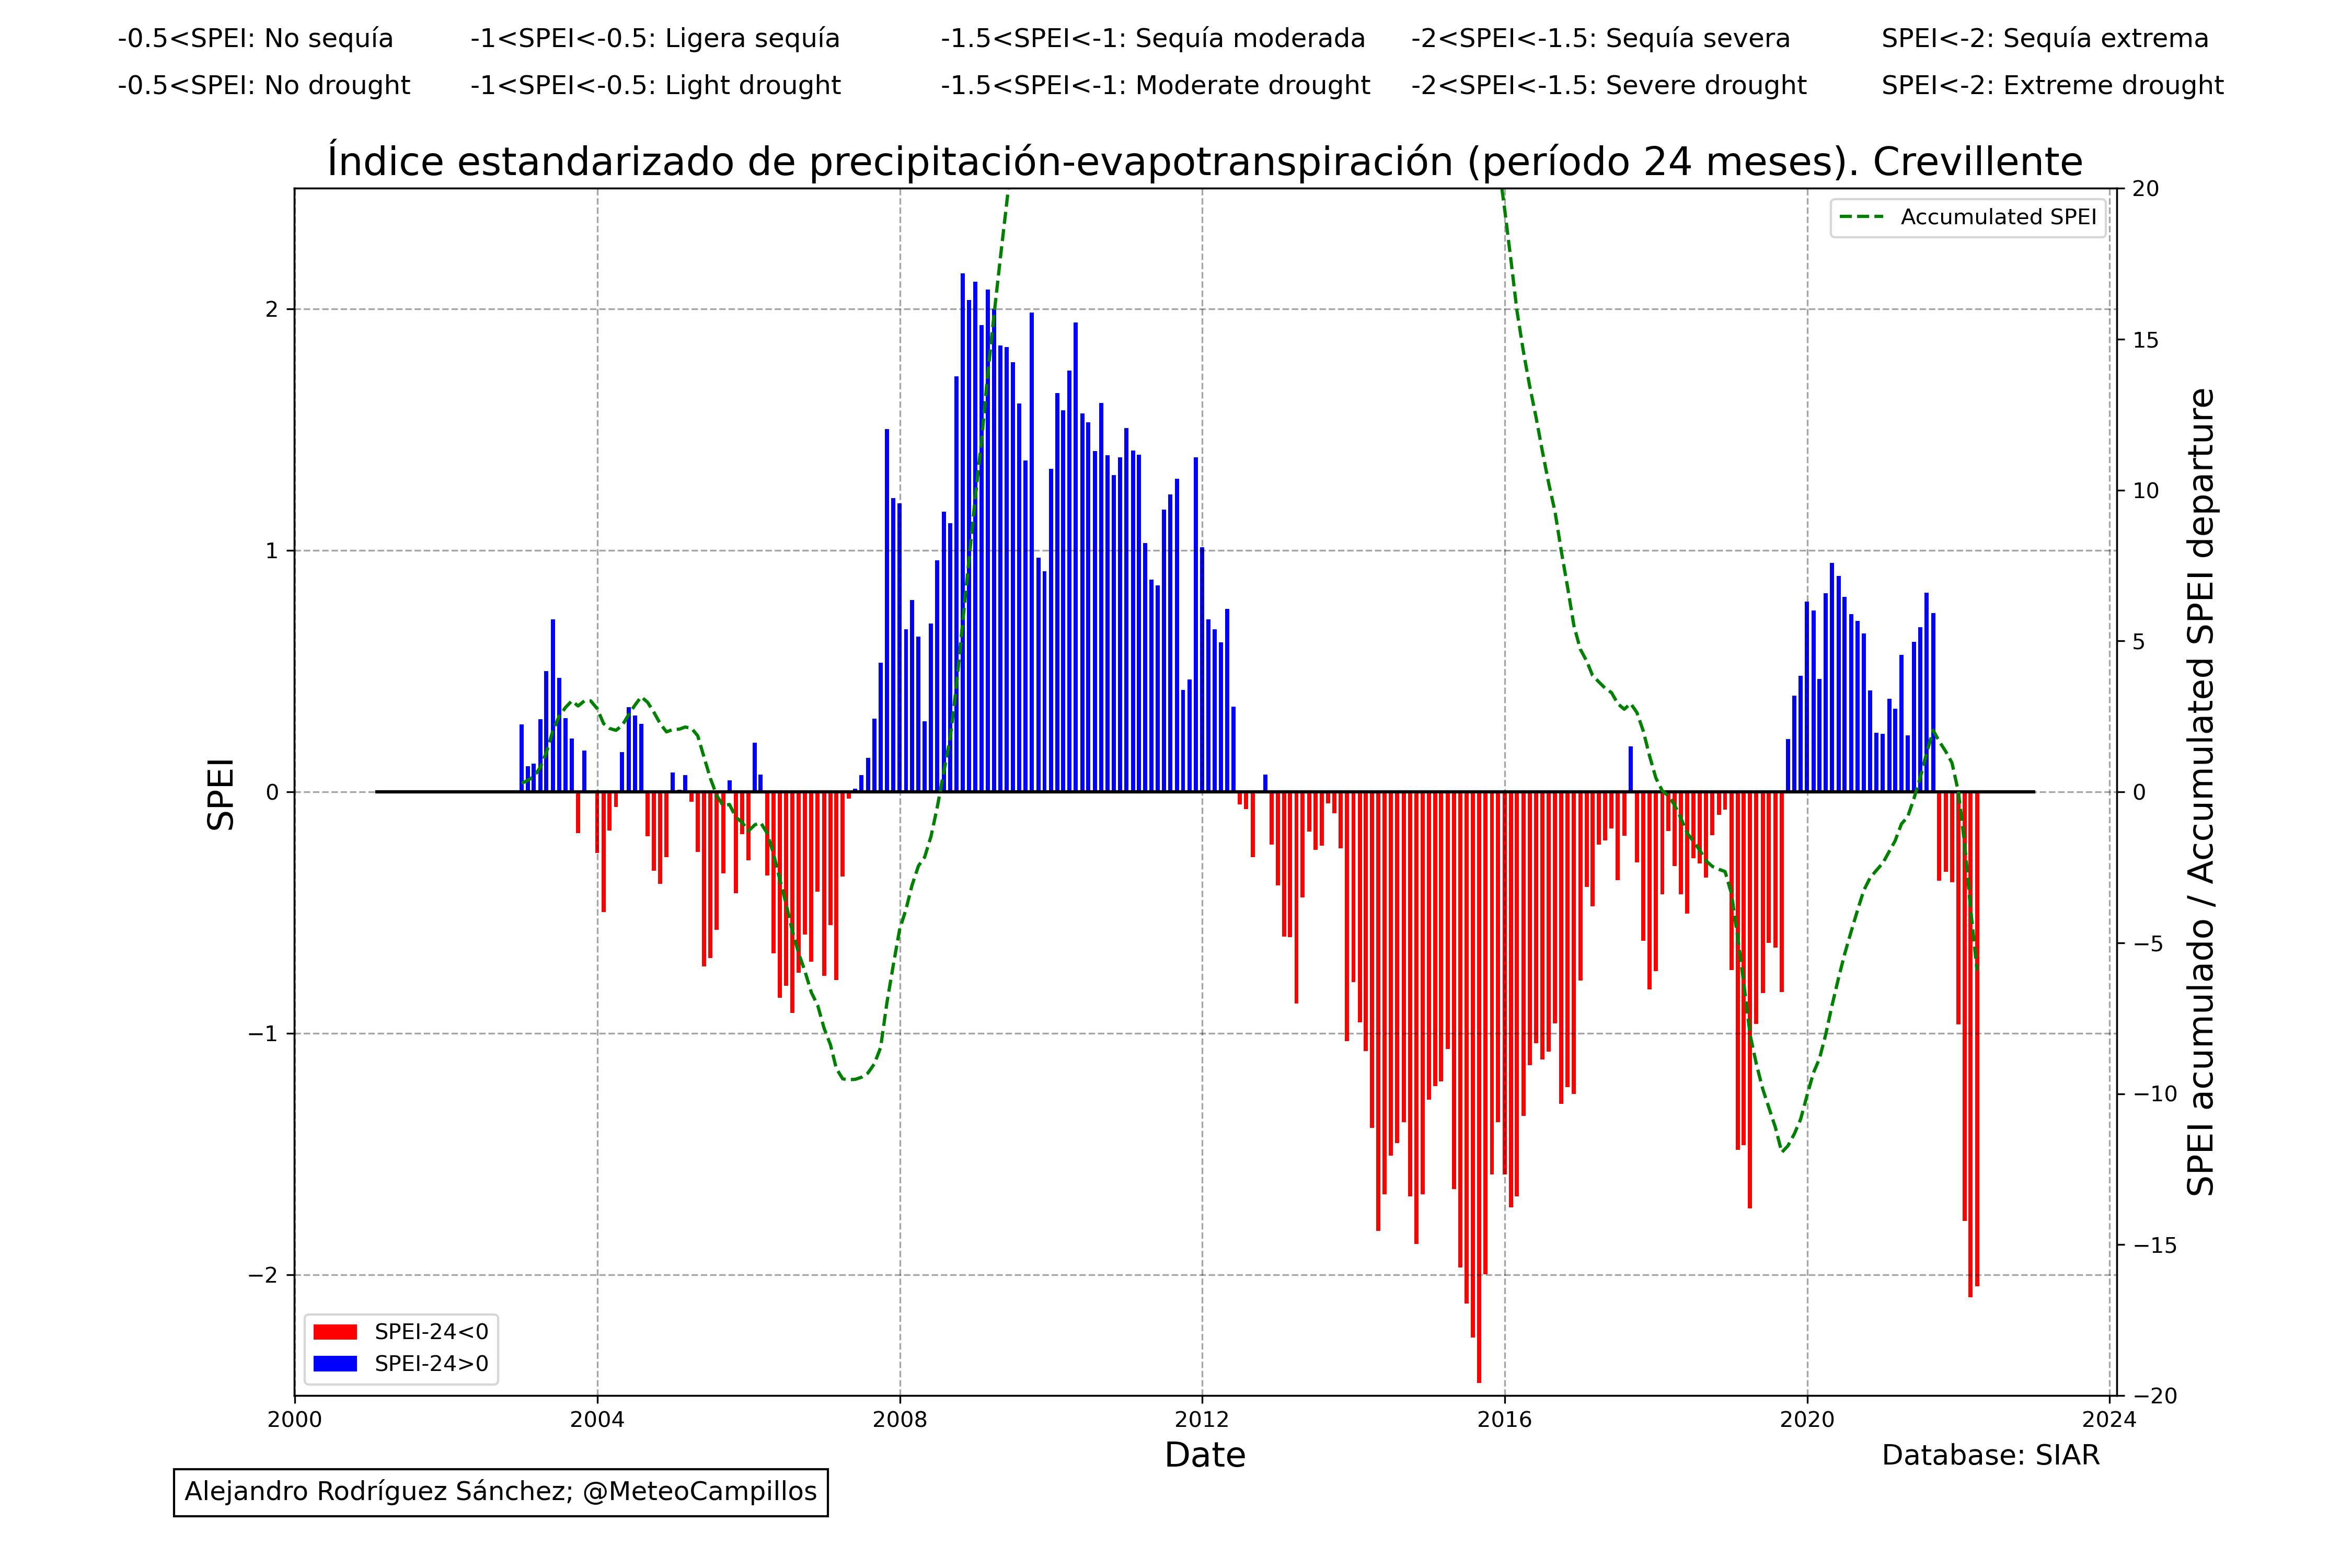 -0.5<SPEI: No sequía -1<SPEI<-0.5: Ligera sequía -1.5<SPEI<-1: Sequía moderada -2<SPEI<-1.5: Sequía severa SPEI<-2: Sequía extrema
-0.5<SPEI: No drought -1<SPEI<-0.5: Light drought -1.5<SPEI<-1: Moderate drought -2<SPEI<-1.5: Severe drought SPEI<-2: Extreme drought
Índice estandarizado de precipitación-evapotranspiración (período 24 meses). Crevillente
Accumulated SPEI
SPEI
2
1
0
−1
−2
20
15
10
5
0
−5
−10
−15
−20
SPEI acumulado / Accumulated SPEI departure
SPEI-24<0
SPEI-24>0
2000 2004 2008 2012 2016 2020 2024
Date
Database: SIAR
Alejandro Rodríguez Sánchez; @MeteoCampillos